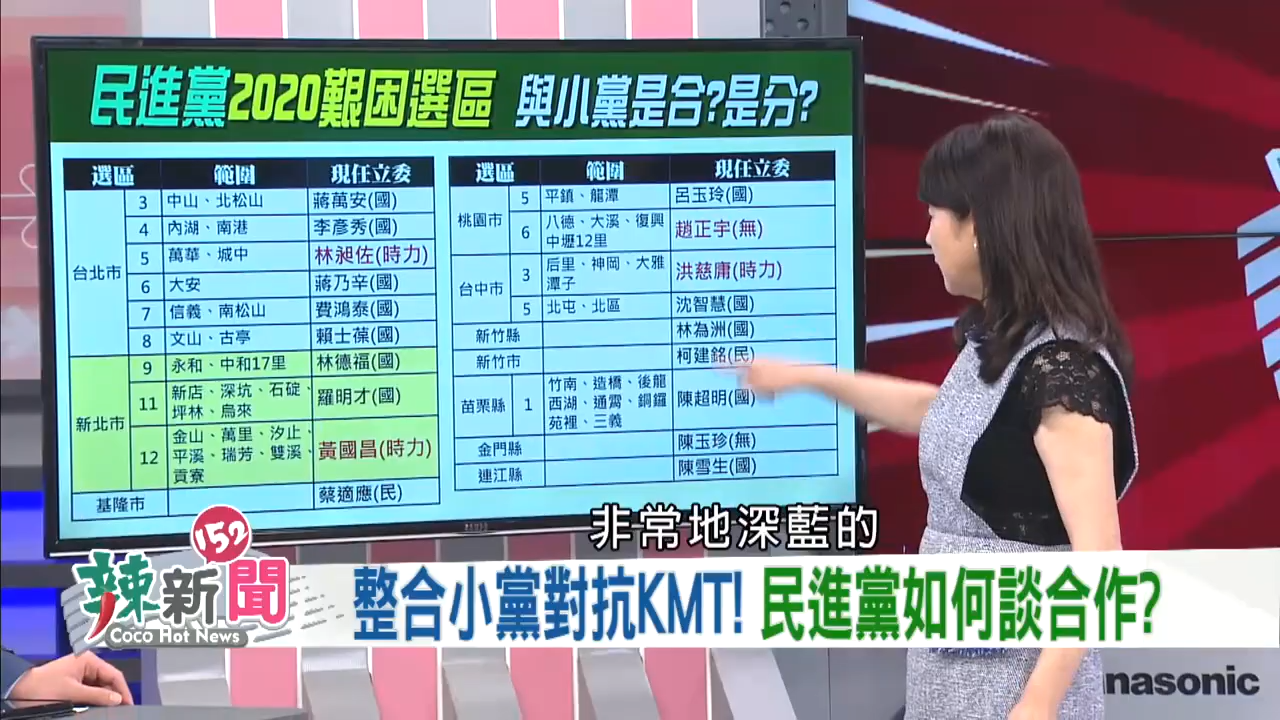 民進黨2020艱困選區 與小黨是合?是分?
選區 範圍 現任立委
台北市 3 中山、北松山 蔣萬安(國)
4 內湖、南港 李彥秀(國)
5 萬華、城中 林昶佐(時力)
6 大安 蔣乃辛(國)
7 信義、南松山 費鴻泰(國)
8 文山、古亭 賴士葆(國)
新北市 9 永和、中和17里 林德福(國)
11 新店、深坑、石碇、
坪林、烏來 羅明才(國)
12 金山、萬里、汐止、
平溪、瑞芳、雙溪、
貢寮 黃國昌(時力)
基隆市 蔡適應(民)
選區 範圍 現任立委
桃園市 5 平鎮、龍潭 呂玉玲(國)
6 八德、大溪、復興
中壢12里 趙正宇(無)
台中市 3 后里、神岡、大雅
潭子 洪慈庸(時力)
5 北屯、北區 沈智慧(國)
新竹縣 林為洲(國)
新竹市 柯建銘(民)
苗栗縣 1 竹南、造橋、後龍
西湖、通霄、銅鑼
苑裡、三義 陳超明(國)
金門縣 陳玉珍(無)
連江縣 陳雪生(國)
非常地深藍的
152
辣新聞
Coco Hot News
整合小黨對抗KMT! 民進黨如何談合作?
nasonic